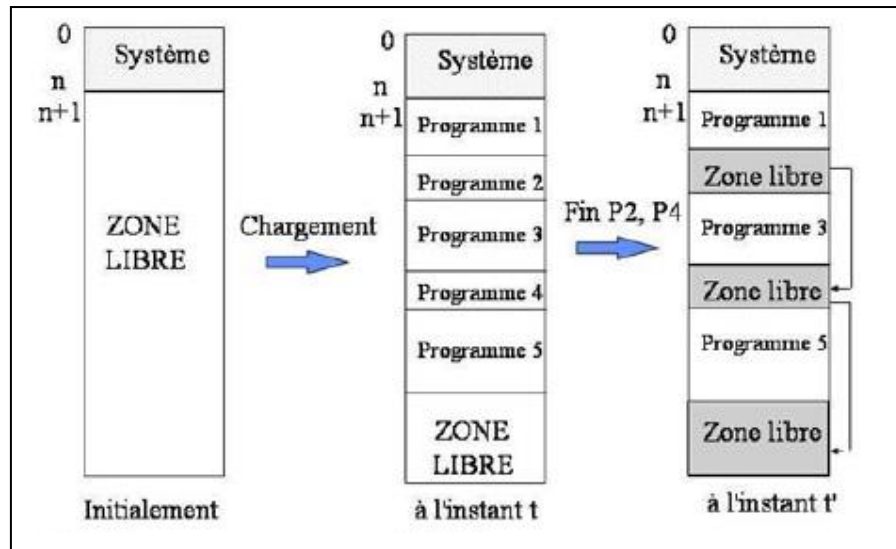 0
Système
n
n+1
ZONE
LIBRE
Initialement
Chargement
0
Système
n
n+1
Programme 1
Programme 2
Programme 3
Programme 4
Programme 5
ZONE
LIBRE
à l'instant t
Fin P2, P4
0
Système
n
n+1
Programme 1
Zone libre
Programme 3
Zone libre
Programme 5
Zone libre
à l'instant t'